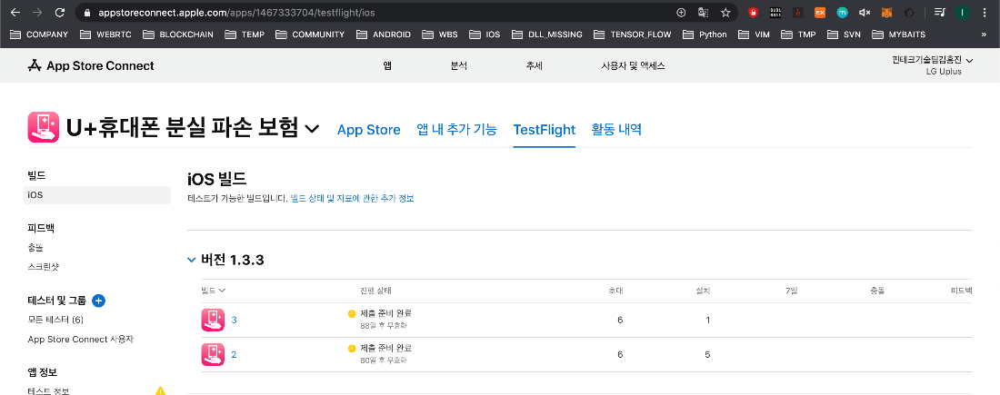 appstoreconnect.apple.com/apps/1467333704/testflight/ios
COMPANY WEBRTC BLOCKCHAIN TEMP COMMUNITY ANDROID WBS IOS DLL_MISSING TENSOR_FLOW Python VIM TMP SVN MYBAITS »
App Store Connect 앱 분석 추세 사용자 및 액세스 핀테크기술팀김홍진
LG Uplus
U+휴대폰 분실 파손 보험 App Store 앱 내 추가 기능 TestFlight 활동 내역
빌드
iOS
피드백
충돌
스크린샷
테스터 및 그룹
모든 테스터 (6)
App Store Connect 사용자
앱 정보
테스트 정보
iOS 빌드
테스트가 가능한 빌드입니다. 빌드 상태 및 지표에 관한 추가 정보
버전 1.3.3
빌드 진행 상태 초대 설치 7일 충돌 피드백
3 제출 준비 완료 6 1
88일 후 무효화
2 제출 준비 완료 6 5
80일 후 무효화